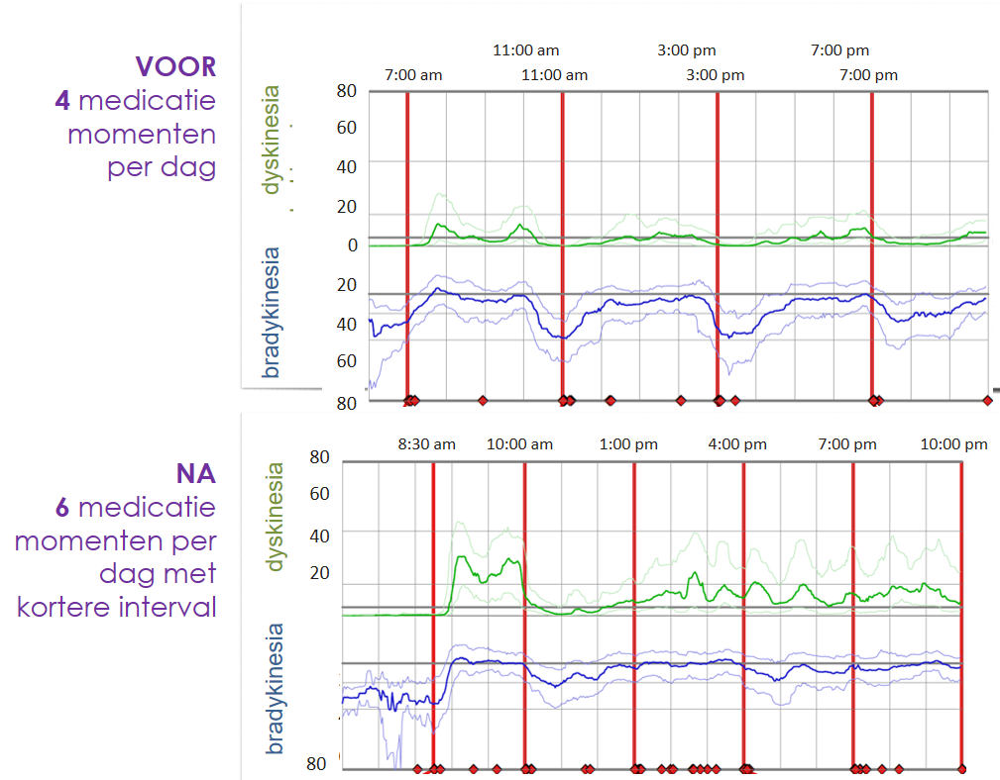 VOOR
4 medicatie
momenten
per dag
11:00 am 3:00 pm 7:00 pm
7:00 am 11:00 am 3:00 pm 7:00 pm
dyskinesia
80
60
40
20
0
bradykinesia
20
40
60
80
NA
6 medicatie
momenten per
dag met
kortere interval
8:30 am 10:00 am 1:00 pm 4:00 pm 7:00 pm 10:00 pm
dyskinesia
80
60
40
20
bradykinesia
80